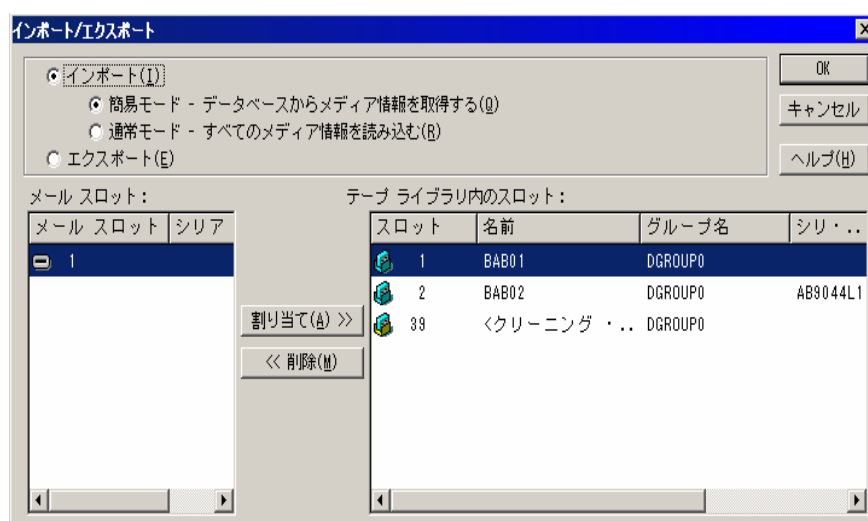 インポート/エクスポート
インポート(I)
簡易モード - データベースからメディア情報を取得する(Q)
通常モード - すべてのメディア情報を読み込む(R)
エクスポート(E)
OK
キャンセル
ヘルプ(H)
メール スロット:
メール スロット シリア
1
割り当て(A) >>
<< 削除(M)
テープ ライブラリ内のスロット:
スロット 名前 グループ名 シリ・..
1 BAB01 DGROUP0
2 BAB02 DGROUP0 AB9044L1
39 <クリーニング ・.. DGROUP0